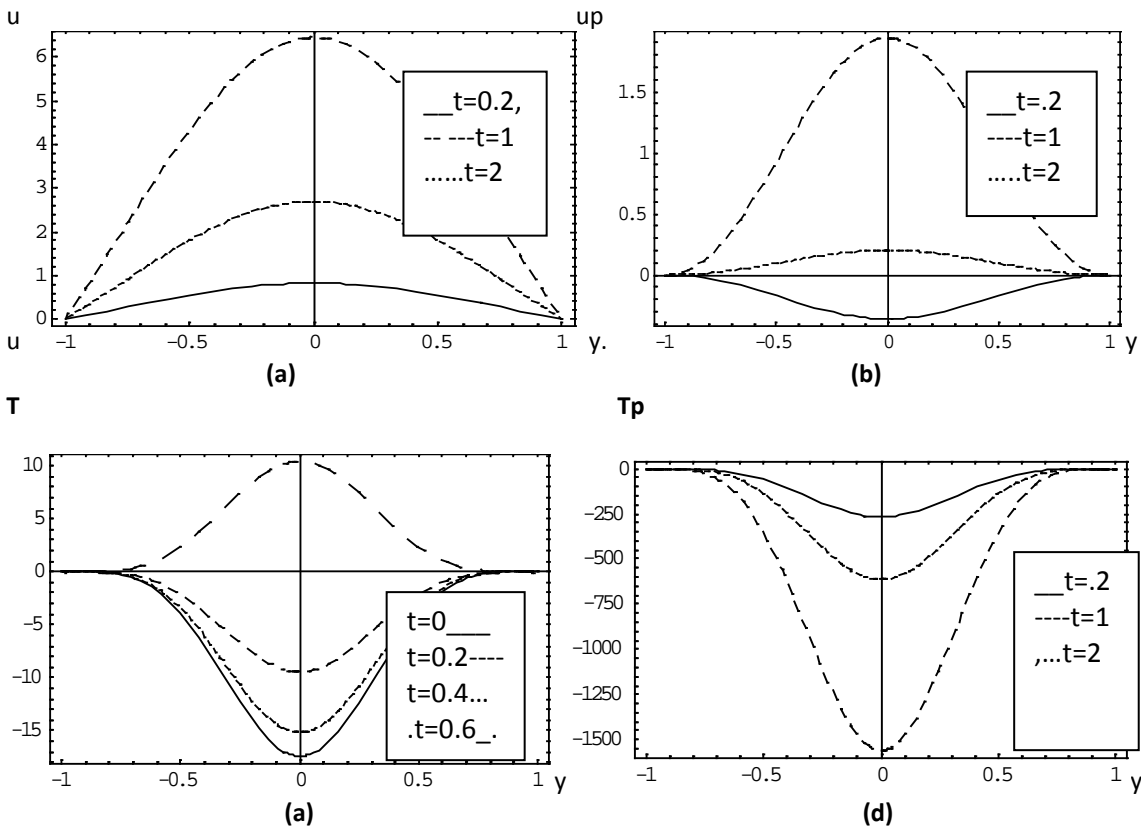 u
6
5
4
3
2
1
0
__t=0.2,
-- ---t=1
......t=2
-1 -0.5 0 0.5 1
u y.
(a)
up
1.5
1
0.5
0
__t=.2
-----t=1
.....t=2
-1 -0.5 0 0.5 1 y
(b)
T
10
5
0
-5
-10
-15
t=0___
t=0.2----
t=0.4...
.t=0.6_.
-1 -0.5 0 0.5 1 y
(a)
Tp
0
-250
-500
-750
-1000
-1250
-1500
__t=.2
----t=1
,...t=2
-1 -0.5 0 0.5 1 y
(d)